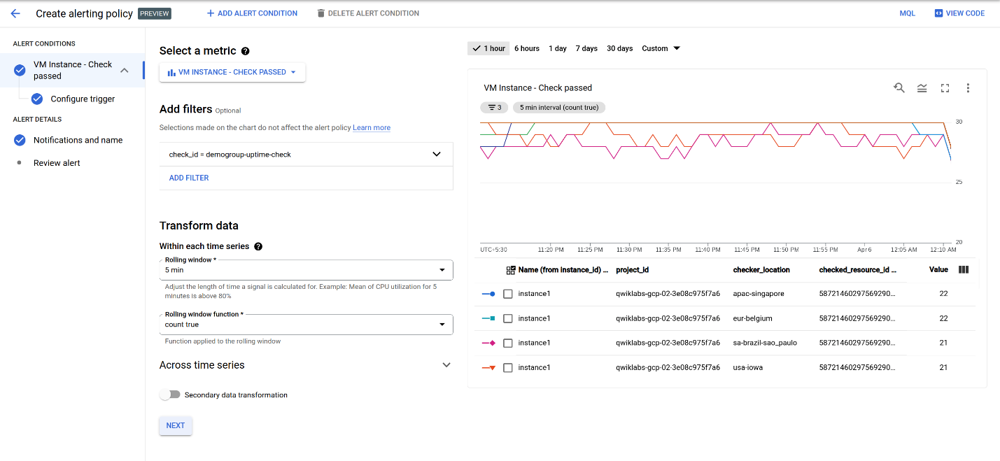 Create alerting policy PREVIEW + ADD ALERT CONDITION DELETE ALERT CONDITION MQL VIEW CODE
ALERT CONDITIONS
VM Instance - Check
passed
Configure trigger
ALERT DETAILS
Notifications and name
Review alert
Select a metric
VM INSTANCE - CHECK PASSED
Add filters Optional
Selections made on the chart do not affect the alert policy Learn more
check_id = demogroup-uptime-check
ADD FILTER
Transform data
Within each time series
Rolling window *
5 min
Adjust the length of time a signal is calculated for. Example: Mean of CPU utilization for 5
minutes is above 80%
Rolling window function *
count true
Function applied to the rolling window
Across time series
Secondary data transformation
NEXT
1 hour 6 hours 1 day 7 days 30 days Custom
VM Instance - Check passed
3 5 min interval (count true)
30
25
20
UTC+5:30 11:20 PM 11:25 PM 11:30 PM 11:35 PM 11:40 PM 11:45 PM 11:50 PM 11:55 PM Apr 6 12:05 AM 12:10 AM
Name (from instance_id) ... project_id checker_location checked_resource_id ... Value
instance1 qwiklabs-gcp-02-3e08c975f7a6 apac-singapore 58721460297569290... 22
instance1 qwiklabs-gcp-02-3e08c975f7a6 eur-belgium 58721460297569290... 22
instance1 qwiklabs-gcp-02-3e08c975f7a6 sa-brazil-sao_paulo 58721460297569290... 21
instance1 qwiklabs-gcp-02-3e08c975f7a6 usa-iowa 58721460297569290... 21